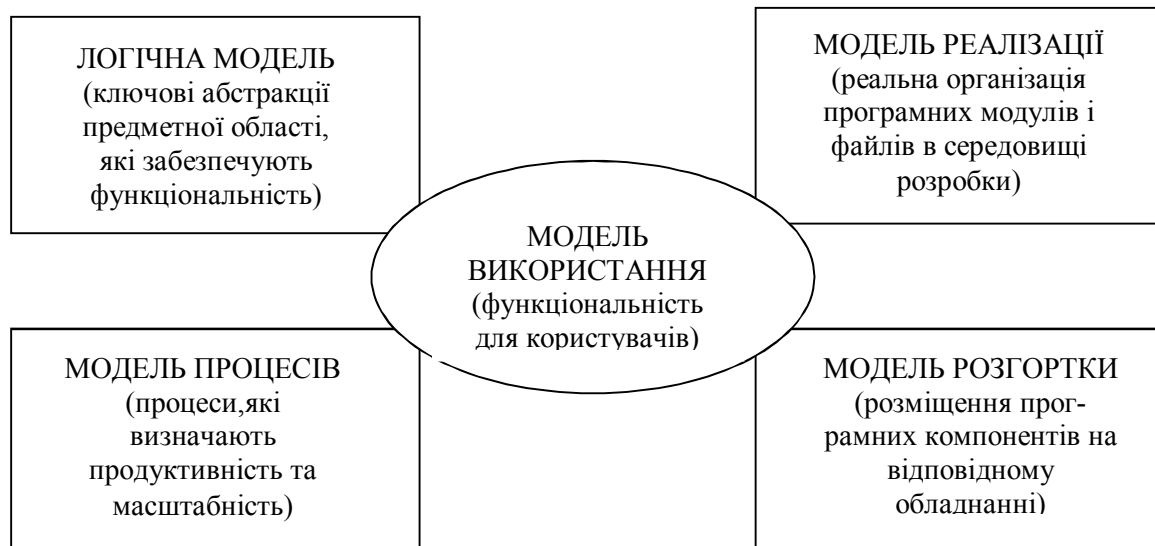 ЛОГІЧНА МОДЕЛЬ
(ключові абстракції
предметної області,
які забезпечують
функціональність)
МОДЕЛЬ РЕАЛІЗАЦІЇ
(реальна організація
програмних модулів і
файлів в середовищі
розробки)
МОДЕЛЬ
ВИКОРИСТАННЯ
(функціональність
для користувачів)
МОДЕЛЬ ПРОЦЕСІВ
(процеси,які
визначають
продуктивність та
масштабність)
МОДЕЛЬ РОЗГОРТКИ
(розміщення прог-
рамних компонентів на
відповідному
обладнанні)